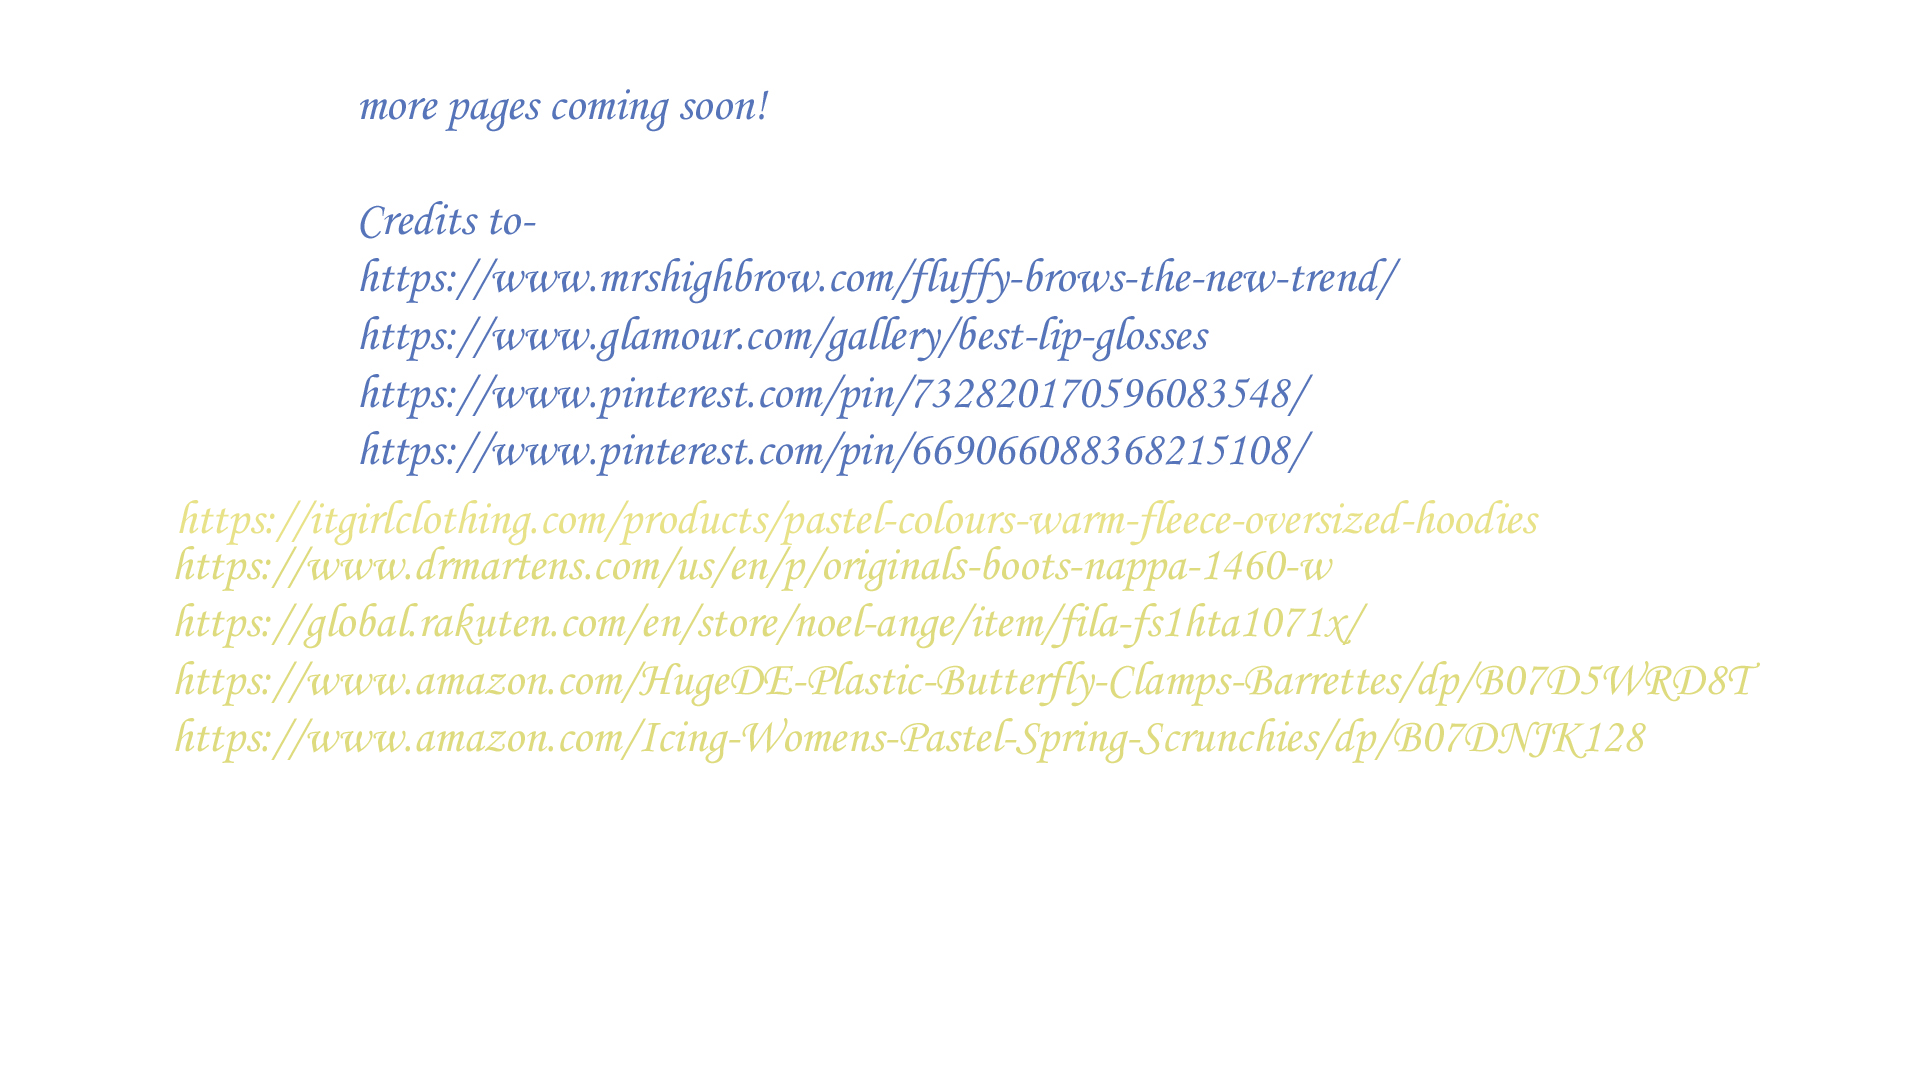 more pages coming soon!
Credits to-
https://www.mrshighbrow.com/fluffy-brows-the-new-trend/
https://www.glamour.com/gallery/best-lip-glosses
https://www.pinterest.com/pin/732820170596083548/
https://www.pinterest.com/pin/669066088368215108/
https://itgirlclothing.com/products/pastel-colours-warm-fleece-oversized-hoodies
https://www.drmartens.com/us/en/p/originals-boots-nappa-1460-w
https://global.rakuten.com/en/store/noel-ange/item/fila-fs1hta1071x/
https://www.amazon.com/HugeDE-Plastic-Butterfly-Clamps-Barrettes/dp/B07D5WRD8T
https://www.amazon.com/Icing-Womens-Pastel-Spring-Scrunchies/dp/B07DNJK128